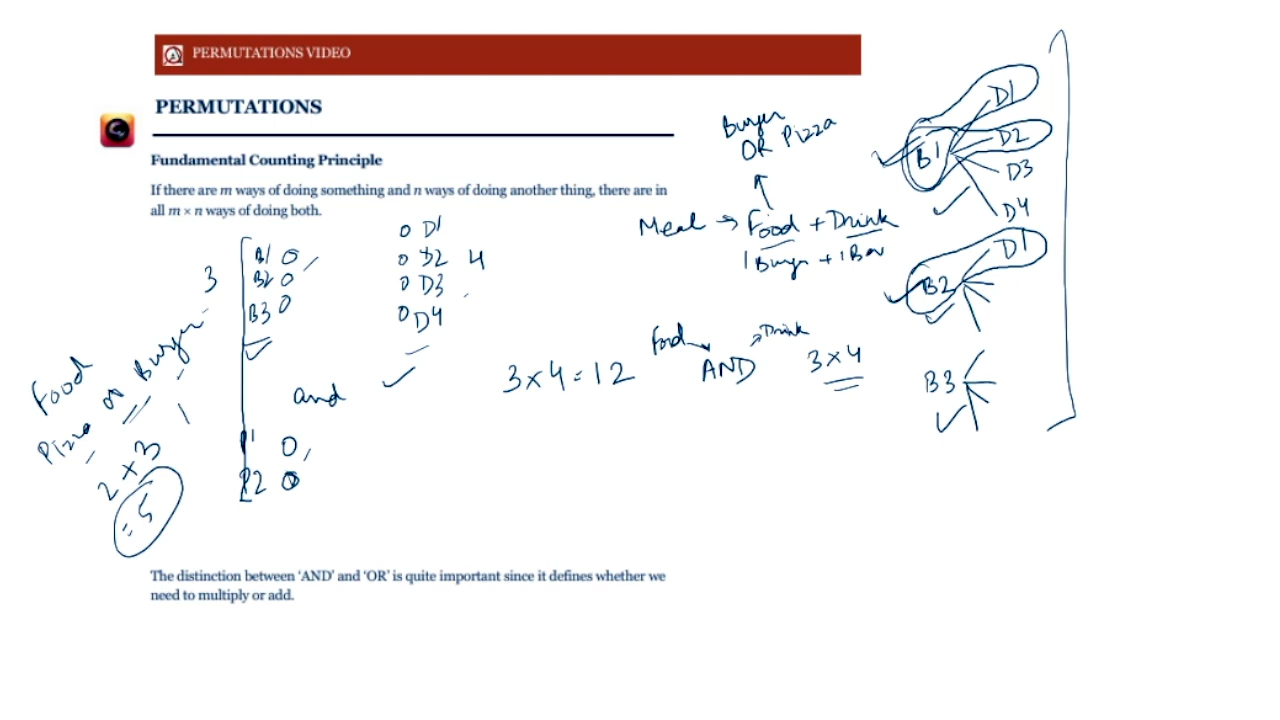 PERMUTATIONS VIDEO
PERMUTATIONS
Fundamental Counting Principle
If there are m ways of doing something and n ways of doing another thing, there are in
all m × n ways of doing both.
3
B1 O
B2 O
B3 O
O D1
O D2 4
O D3
O D4
and
3 x 4 = 12
P1 O
P2 O
Food
Pizza or Burger
2 x 3
= 5
Burger
OR Pizza
Meal → Food + Drink
1 Burger + 1
Food
AND
Drink
3 x 4
B1
D1
D2
D3
D4
B2
D1
B3
The distinction between ‘AND’ and ‘OR’ is quite important since it defines whether we
need to multiply or add.